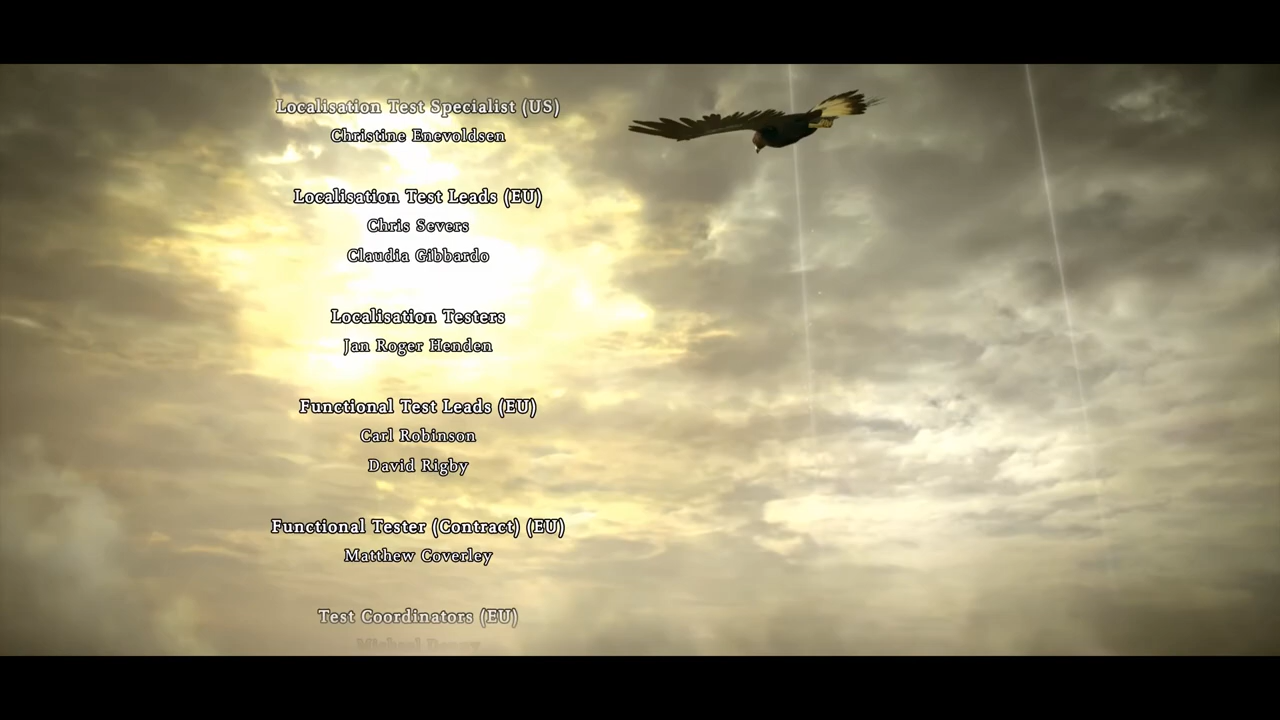 Localisation Test Specialist (US)
Christine Enevoldsen
Localisation Test Leads (EU)
Chris Severs
Claudia Gibbardo
Localisation Testers
Jan Roger Henden
Functional Test Leads (EU)
Carl Robinson
David Rigby
Functional Tester (Contract) (EU)
Matthew Coverley
Test Coordinators (EU)
Michael